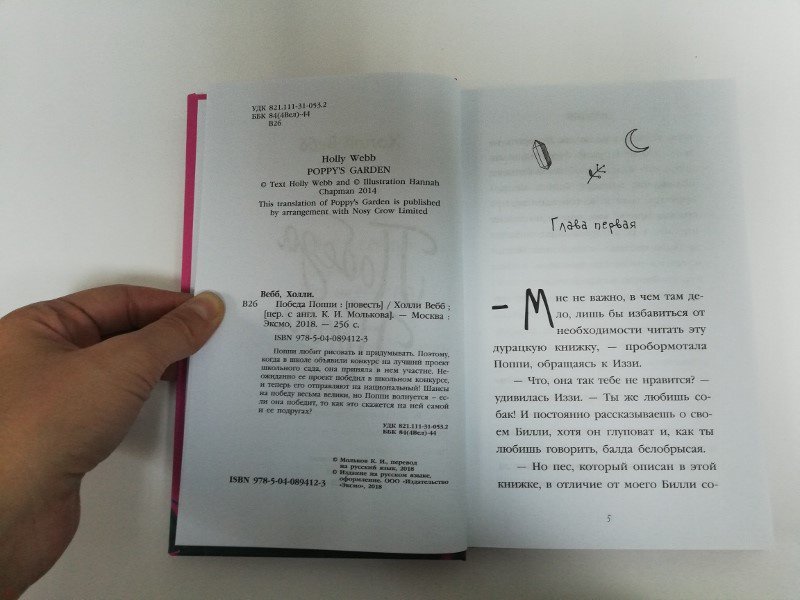 УДК 821.111-31-053.2
ББК 84(4Вел)-44
В26
Holly Webb
POPPY'S GARDEN
© Text Holly Webb and © Illustration Hannah
Chapman 2014
This translation of Poppy's Garden is published
by arrangement with Nosy Crow Limited
Вебб, Холли.
В26 Победа Поппи : [повесть] / Холли Вебб ;
[пер. с англ. К. И. Молькова]. — Москва :
Эксмо, 2018. — 256 с.
ISBN 978-5-04-089412-3
Поппи любит рисовать и придумывать. Поэтому,
когда в школе объявили конкурс на лучший проект
школьного сада, она приняла в нем участие. Не-
ожиданно ее проект победил в школьном конкурсе,
и теперь его отправляют на национальный! Шансы
на победу весьма велики, но Поппи волнуется — ес-
ли она победит, то как это скажется на ней самой
и ее подругах?
УДК 821.111-31-053.2
ББК 84(4Вел)-44
© Мольков К. И., перевод
на русский язык, 2018
© Издание на русском языке,
оформление. ООО «Издательство
«Эксмо», 2018
ISBN 978-5-04-089412-3
Глава первая
— Мне не важно, в чем там де-
ло, лишь бы избавиться от
необходимости читать эту
дурацкую книжку, — пробормотала
Поппи, обращаясь к Иззи.
— Что, она так тебе не нравится? —
удивилась Иззи. — Ты же любишь со-
бак! И постоянно рассказываешь о сво-
ем Билли, хотя он глуповат и, как ты
любишь говорить, балда белобрысая.
— Но пес, который описан в этой
книжке, в отличие от моего Билли со-
5